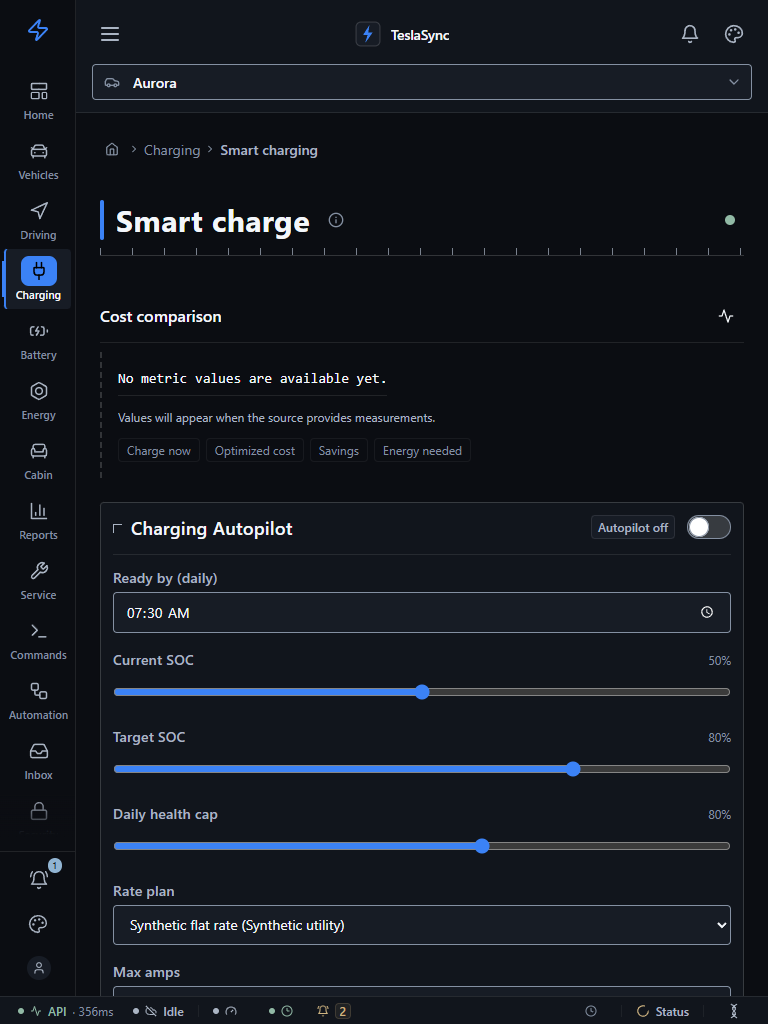 TeslaSync
Aurora
Home
Vehicles
Driving
Charging
Battery
Energy
Cabin
Reports
Service
Commands
Automation
Inbox
1
Charging > Smart charging
Smart charge
Cost comparison
No metric values are available yet.
Values will appear when the source provides measurements.
Charge now Optimized cost Savings Energy needed
Charging Autopilot Autopilot off
Ready by (daily)
07:30 AM
Current SOC 50%
Target SOC 80%
Daily health cap 80%
Rate plan
Synthetic flat rate (Synthetic utility)
Max amps
API · 356ms Idle 2 Status